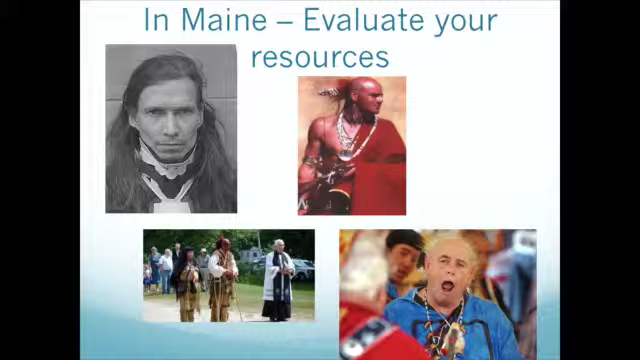 In Maine – Evaluate your
resources